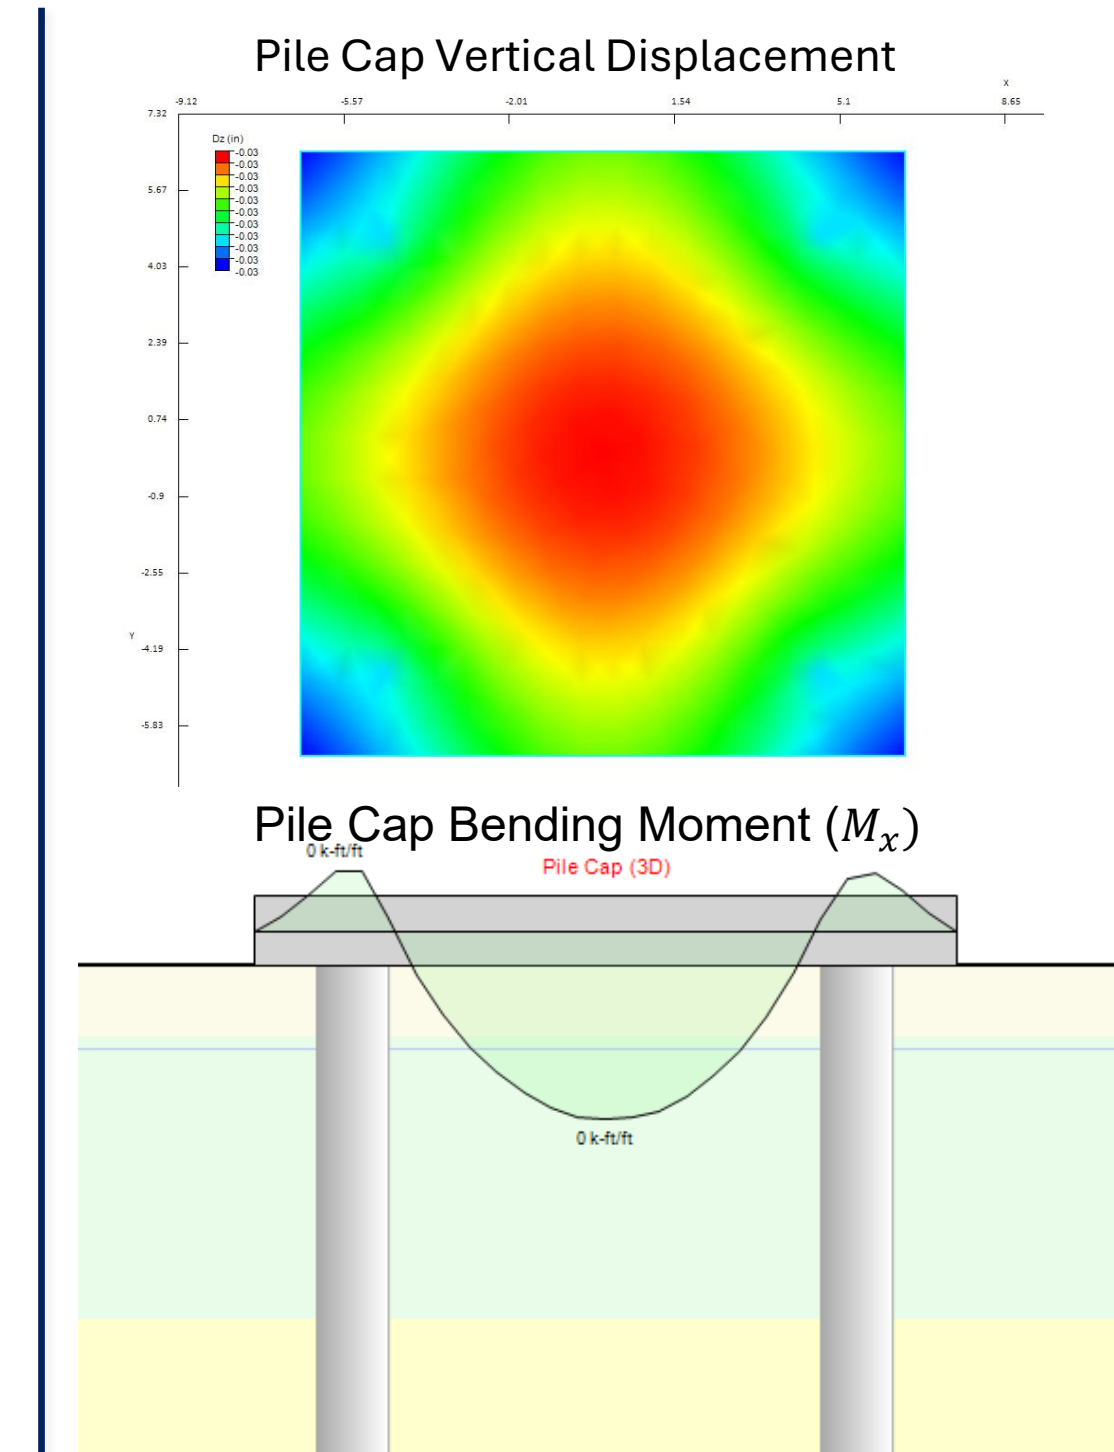 Pile Cap Vertical Displacement
X
-9.12 -5.57 -2.01 1.54 5.1 8.65
7.32
Dz (in)
-0.03
-0.03
-0.03
-0.03
-0.03
-0.03
-0.03
-0.03
-0.03
-0.03
-0.03
5.67
4.03
2.39
0.74
-0.9
-2.55
Y
-4.19
-5.83
Pile Cap Bending Moment (Mₓ)
0 k-ft/ft
Pile Cap (3D)
0 k-ft/ft